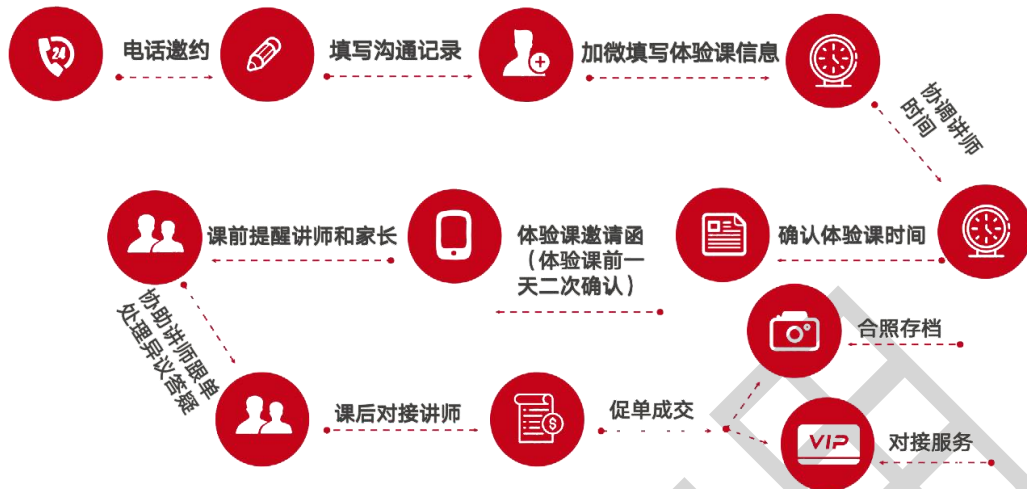 24
电话邀约
填写沟通记录
加微填写体验课信息
协调讲师
时间
确认体验课时间
体验课邀请函
（体验课前一
天二次确认）
课前提醒讲师和家长
协助讲师跟单
处理异议答疑
课后对接讲师
$
促单成交
合照存档
VIP
对接服务